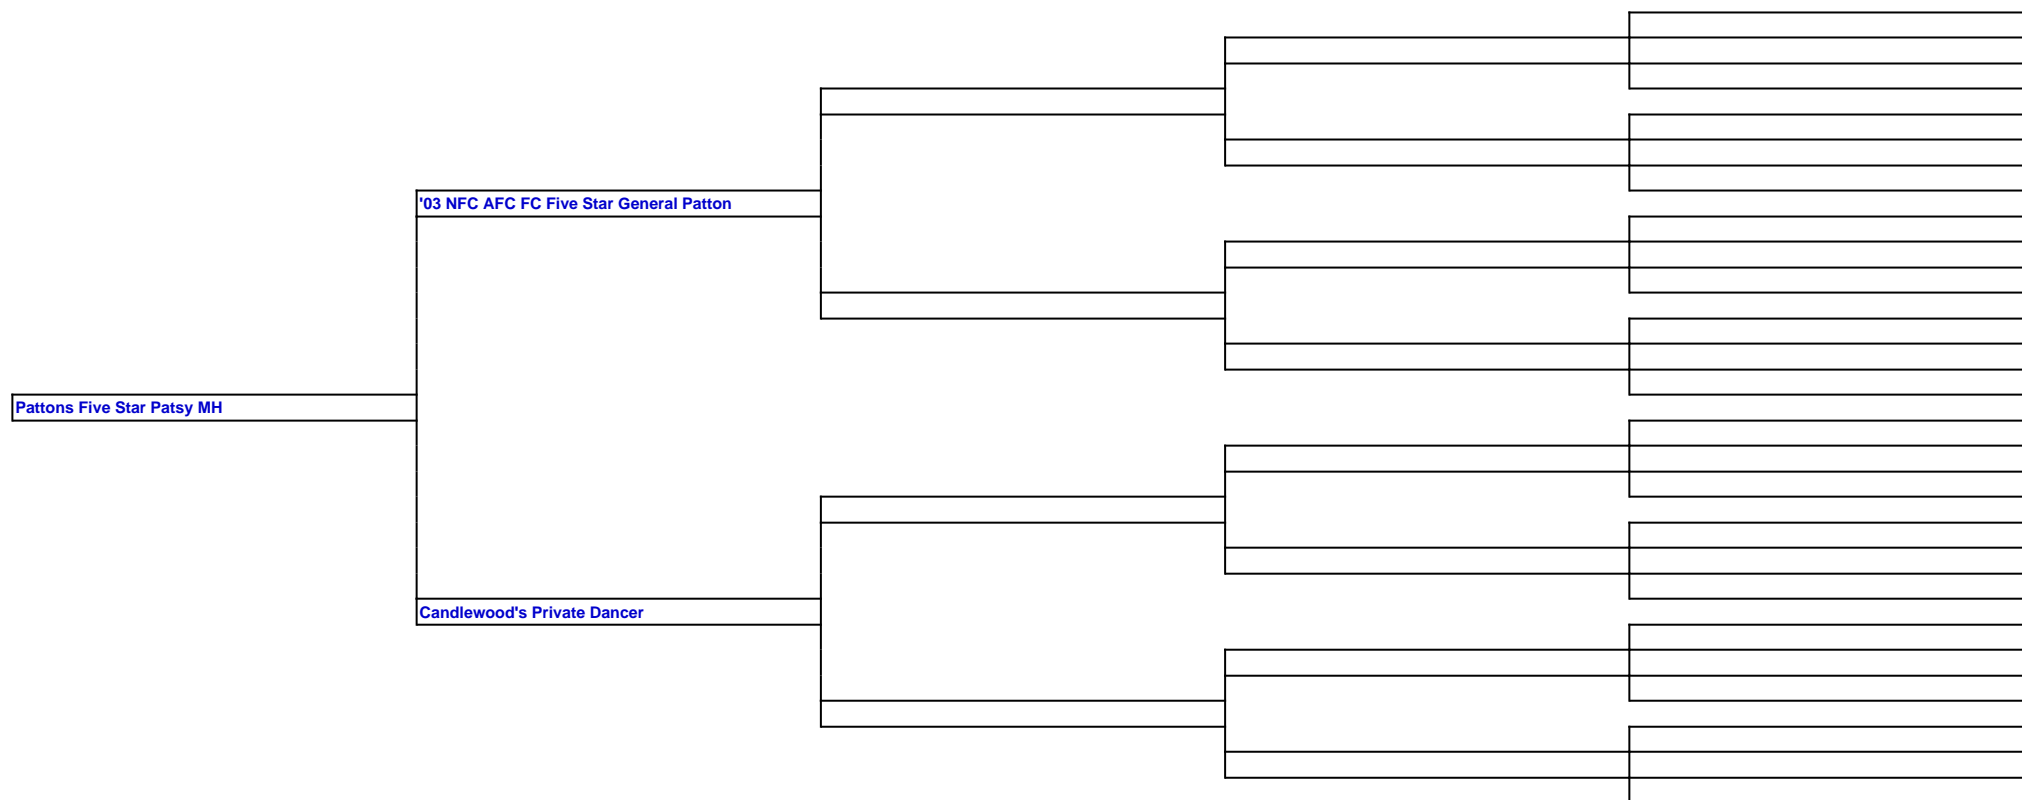 '03 NFC AFC FC Five Star General Patton
Pattons Five Star Patsy MH
Candlewood's Private Dancer